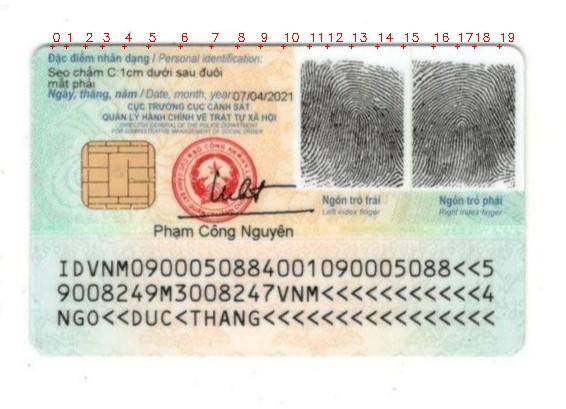 0 1 2 3 4 5 6 7 8 9 10 11 12 13 14 15 16 17 18 19
Đặc điểm nhân dạng / Personal identification:
Sẹo chấm C:1cm dưới sau đuôi
mắt phải
Ngày, tháng, năm / Date, month, year: 07/04/2021
CỤC TRƯỞNG CỤC CẢNH SÁT
QUẢN LÝ HÀNH CHÍNH VỀ TRẬT TỰ XÃ HỘI
DIRECTOR GENERAL OF THE POLICE DEPARTMENT
FOR ADMINISTRATIVE MANAGEMENT OF SOCIAL ORDER
Phạm Công Nguyên
Ngón trỏ trái
Left index finger
Ngón trỏ phải
Right index finger
IDVNM0900050884001090005088<<5
9008249M3008247VNM<<<<<<<<<<<4
NGO<<DUC<THANG<<<<<<<<<<<<<<<<